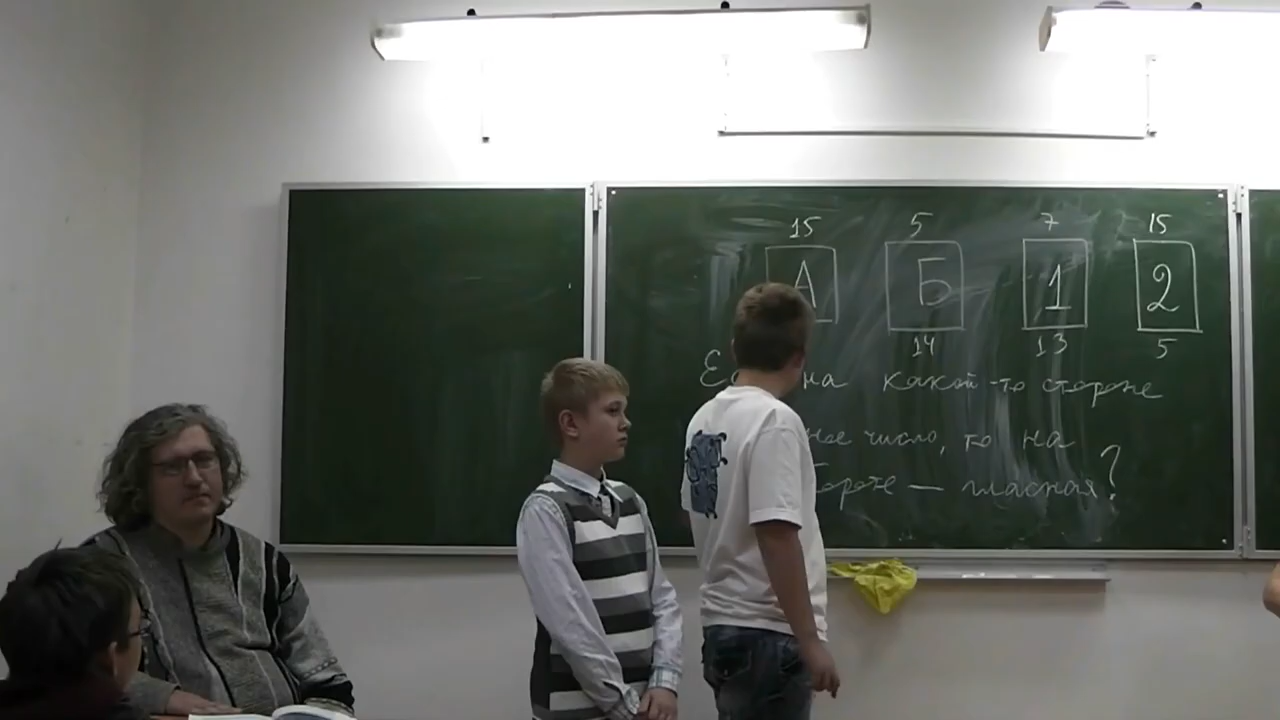 15 5 7 15
А Б 1 2
14 13 5
на какой-то стороне
число, то на
— гласная?